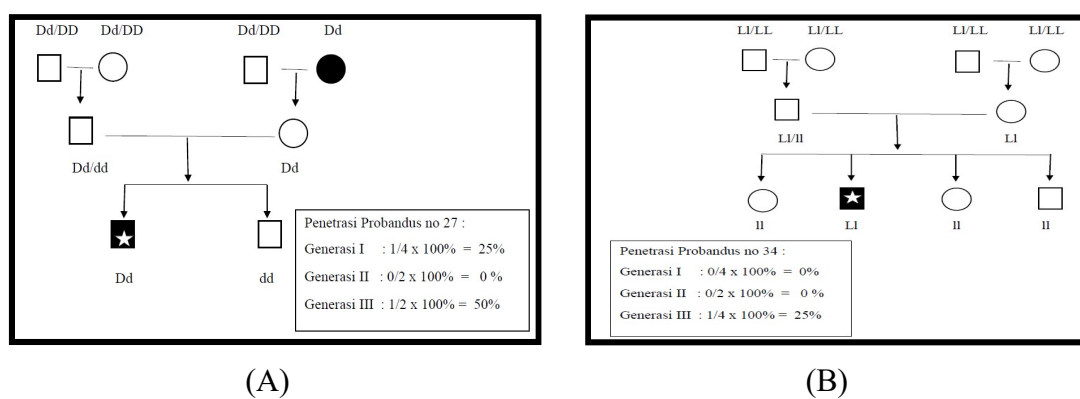 Dd/DD Dd/DD Dd/DD Dd
Dd/dd Dd
Dd dd
Penetrasi Probandus no 27 :
Generasi I : 1/4 x 100% = 25%
Generasi II : 0/2 x 100% = 0 %
Generasi III : 1/2 x 100% = 50%
(A)
Ll/LL Ll/LL Ll/LL Ll/LL
Ll/ll Ll
ll Ll ll ll
Penetrasi Probandus no 34 :
Generasi I : 0/4 x 100% = 0%
Generasi II : 0/2 x 100% = 0 %
Generasi III : 1/4 x 100% = 25%
(B)